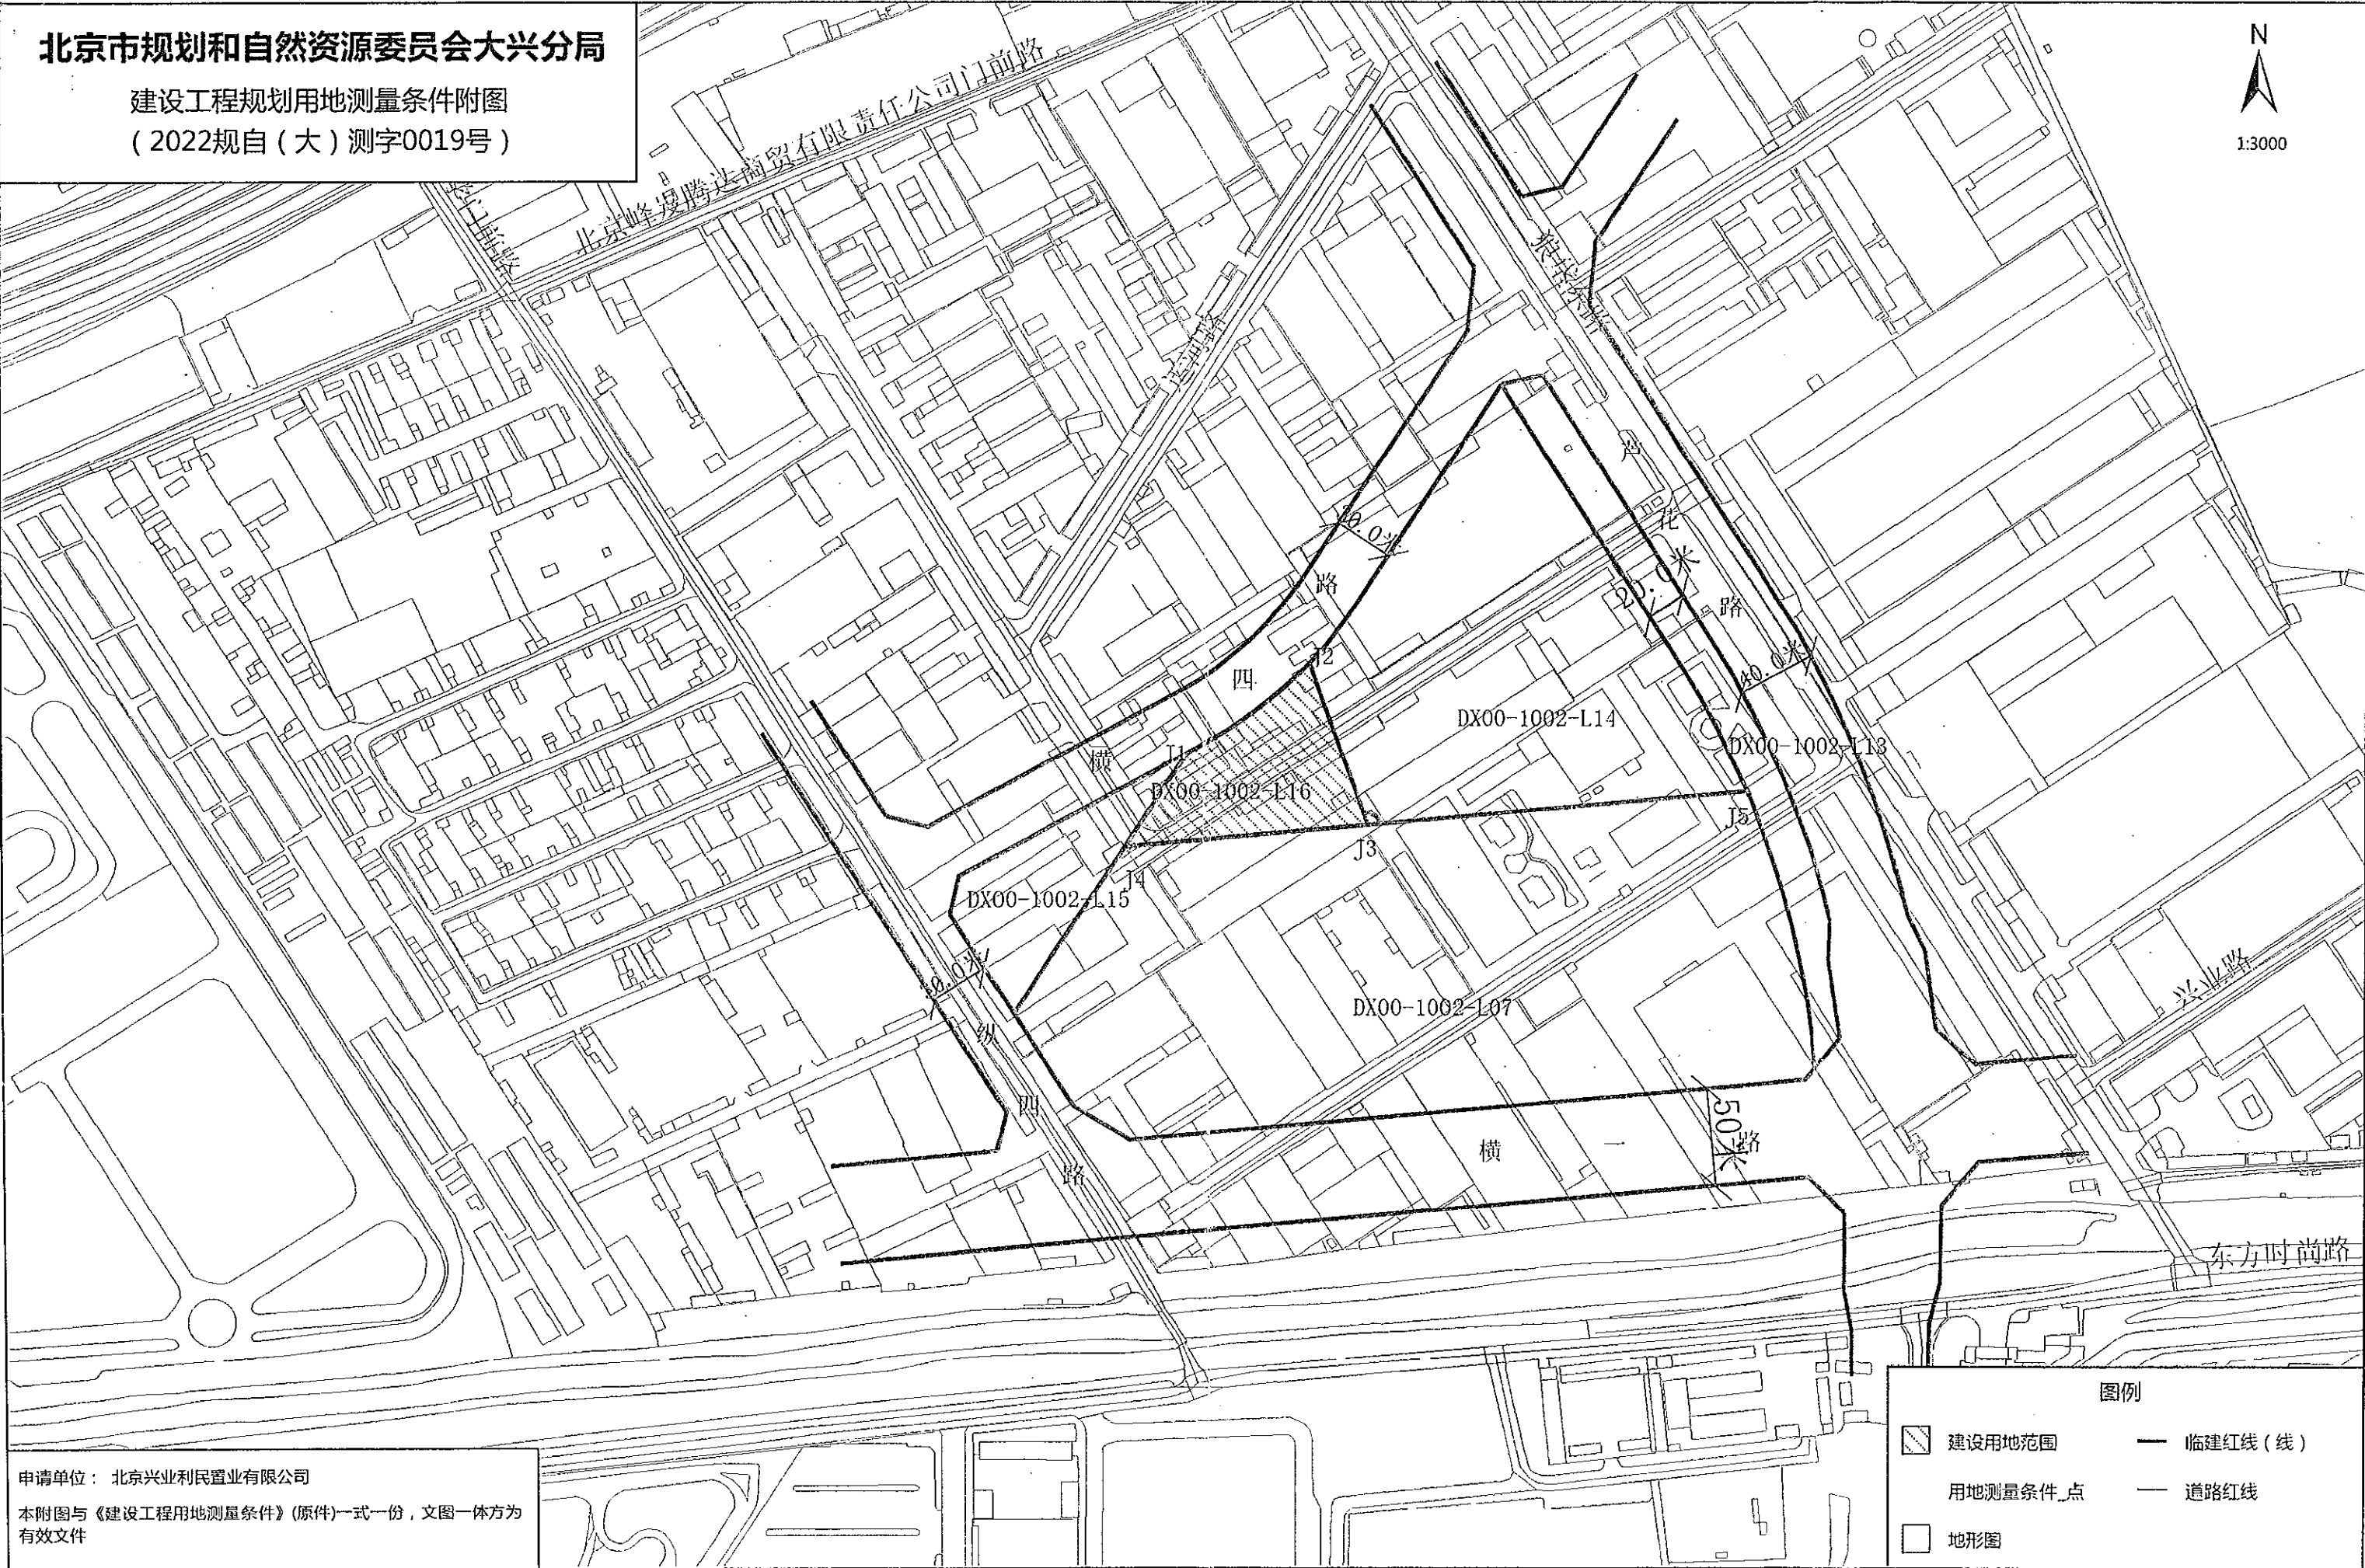 北京市规划和自然资源委员会大兴分局
建设工程规划用地测量条件附图
（2022规自（大）测字0019号）
N
1:3000
门前路
北京峰范腾达商贸有限责任公司门前路
芦
花
路
20.0米
40.0米
路
四
横
J2
J1
DX00-1002-L14
DX00-1002-L13
DX00-1002-L16
J5
J3
J4
DX00-1002-L15
30.0米
DX00-1002-L07
兴业路
纵
四
路
横
一
路
50米
东方时尚路
图例
建设用地范围
临建红线（线）
用地测量条件_点
道路红线
地形图
申请单位： 北京兴业利民置业有限公司
本附图与《建设工程用地测量条件》(原件)一式一份，文图一体方为
有效文件